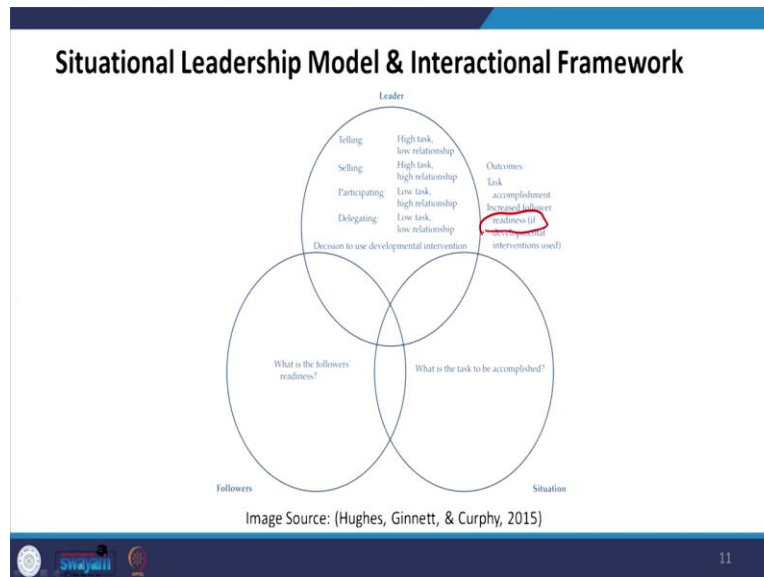 Situational Leadership Model & Interactional Framework
Leader
Telling: High task,
low relationship
Selling: High task,
high relationship
Participating: Low task,
high relationship
Delegating: Low task,
low relationship
Decision to use developmental intervention
Outcomes:
Task
accomplishment
Increased follower
readiness (if
developmental
interventions used)
What is the followers'
readiness?
What is the task to be accomplished?
Followers
Situation
Image Source: (Hughes, Ginnett, & Curphy, 2015)
swayam
11